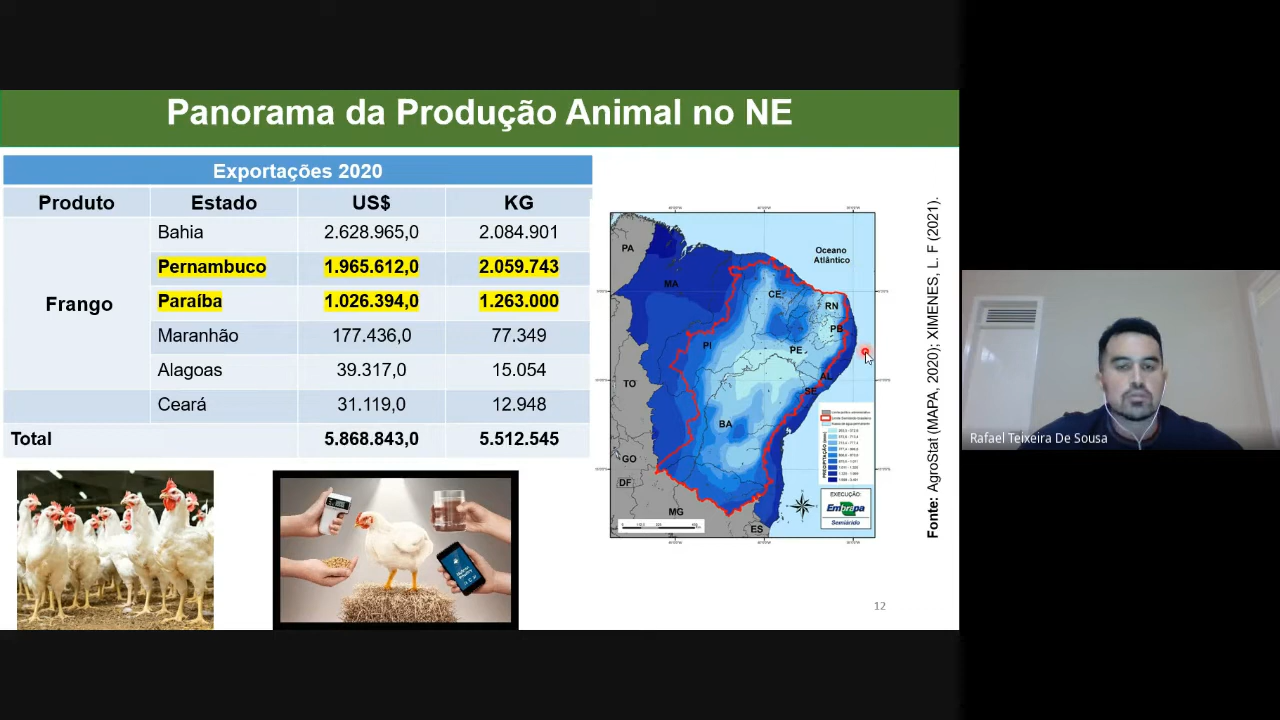 Panorama da Produção Animal no NE
Exportações 2020
Produto Estado US$ KG
Frango
Bahia 2.628.965,0 2.084.901
Pernambuco 1.965.612,0 2.059.743
Paraíba 1.026.394,0 1.263.000
Maranhão 177.436,0 77.349
Alagoas 39.317,0 15.054
Ceará 31.119,0 12.948
Total 5.868.843,0 5.512.545
PA
MA
CE
RN
PB
PI
PE
AL
SE
TO
BA
GO
DF
MG
ES
Oceano
Atlântico
EXECUÇÃO:
Embrapa
Semiárido
Fonte: AgroStat (MAPA, 2020); XIMENES, L. F (2021).
12
Rafael Teixeira De Sousa